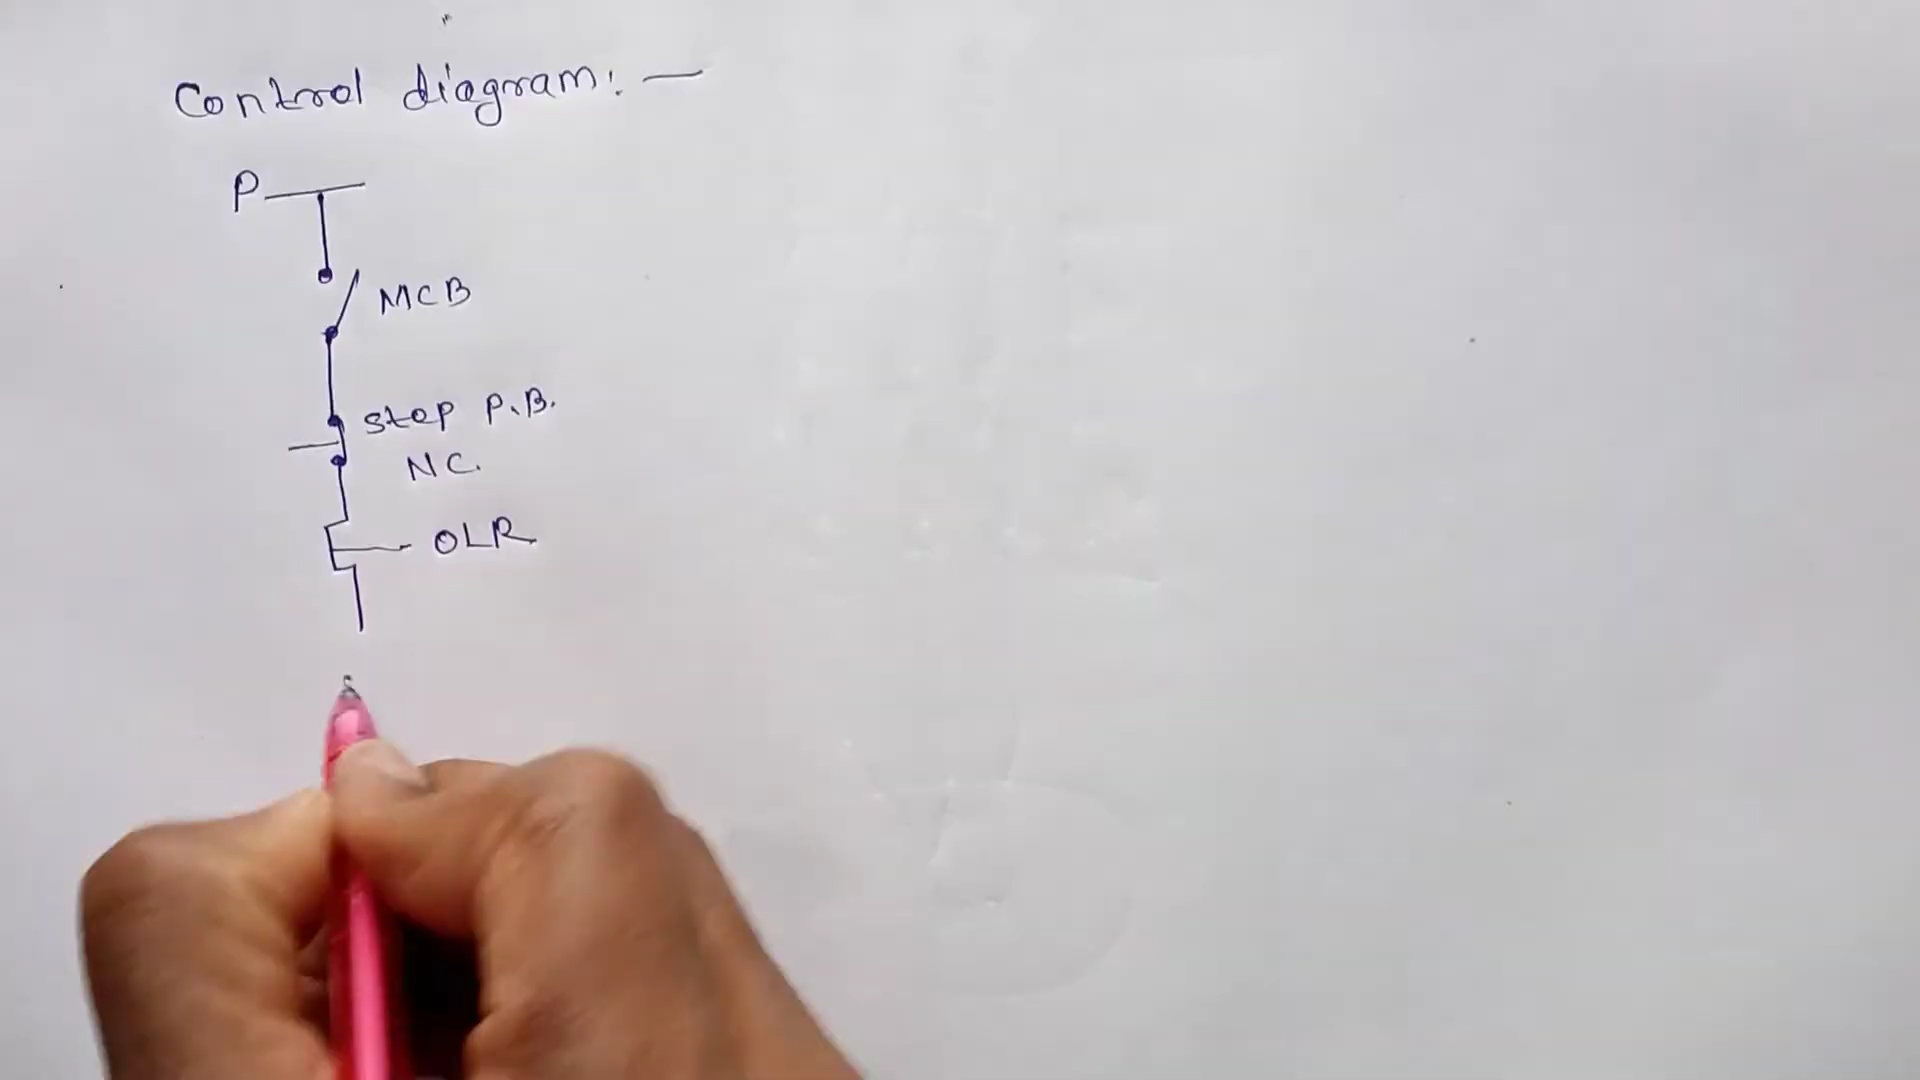 Control diagram: —
P
MCB
stop P.B.
NC.
OLR